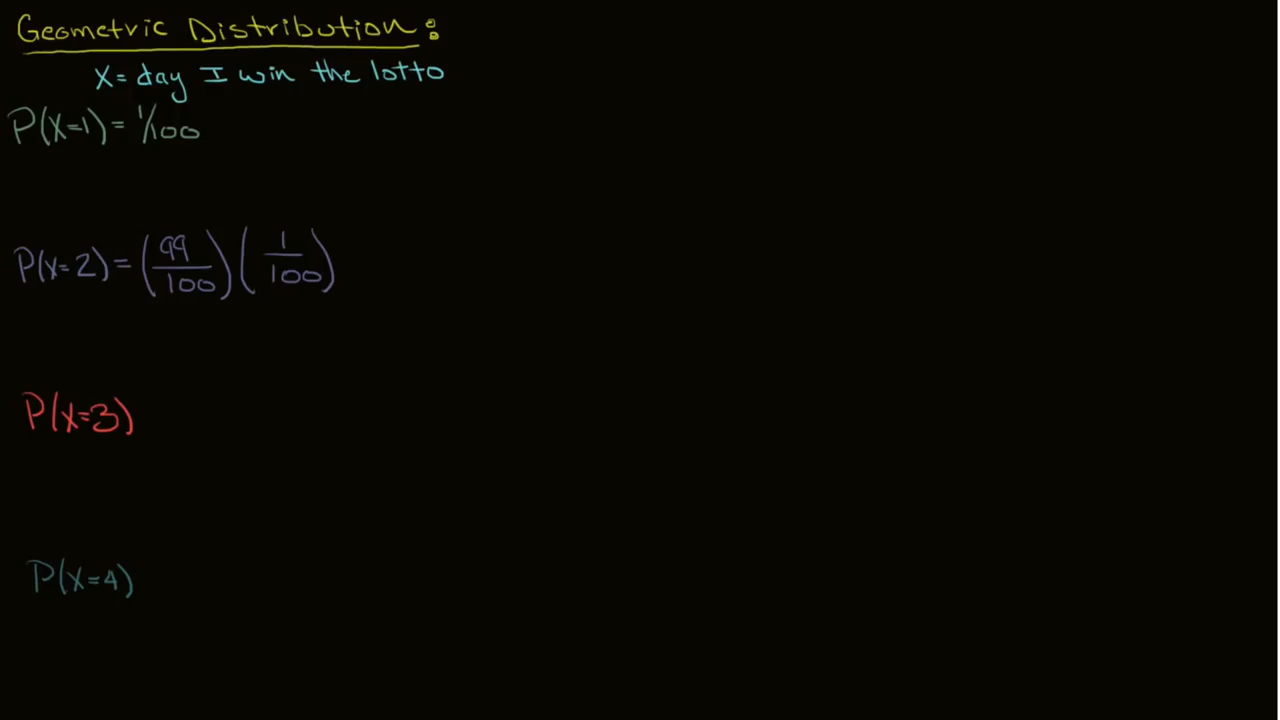 Geometric Distribution:
X = day I win the lotto
P(X=1) = 1/100
P(X=2) = (99/100)(1/100)
P(X=3)
P(X=4)